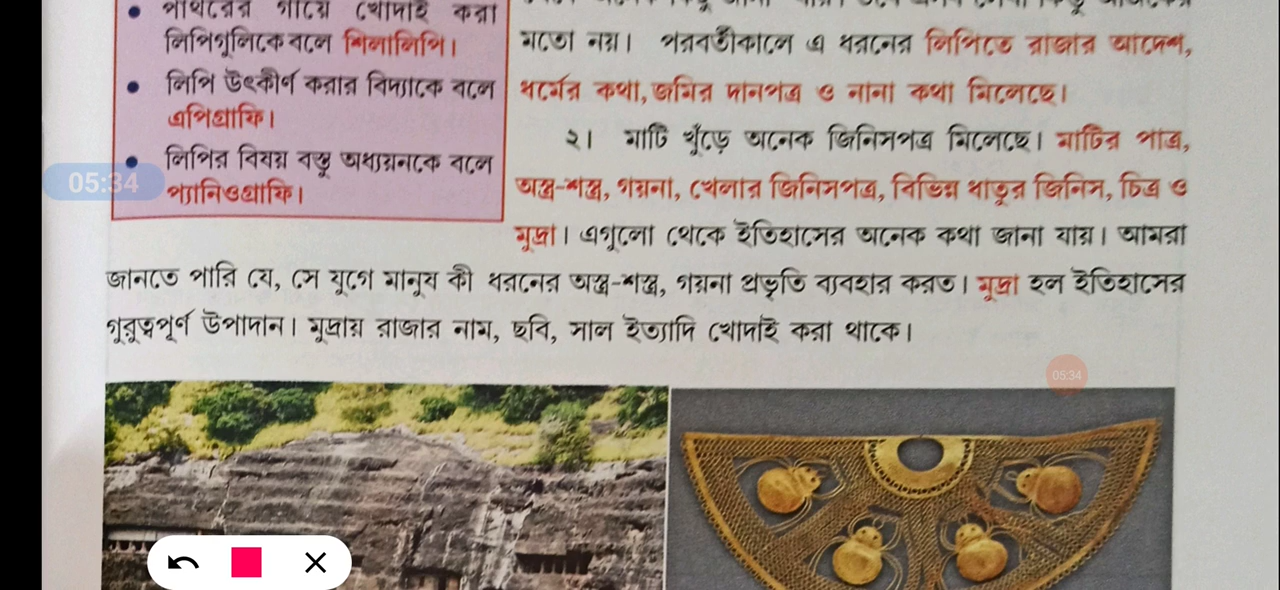 পাথরের গায়ে খোদাই করা
লিপিগুলিকে বলে শিলালিপি।
লিপি উৎকীর্ণ করার বিদ্যাকে বলে
এপিগ্রাফি।
লিপির বিষয় বস্তু অধ্যয়নকে বলে
প্যানিওগ্রাফি।
মতো নয়। পরবর্তীকালে এ ধরনের লিপিতে রাজার আদেশ,
ধর্মের কথা, জমির দানপত্র ও নানা কথা মিলেছে।
২। মাটি খুঁড়ে অনেক জিনিসপত্র মিলেছে। মাটির পাত্র,
অস্ত্র-শস্ত্র, গয়না, খেলার জিনিসপত্র, বিভিন্ন ধাতুর জিনিস, চিত্র ও
মুদ্রা। এগুলো থেকে ইতিহাসের অনেক কথা জানা যায়। আমরা
জানতে পারি যে, সে যুগে মানুষ কী ধরনের অস্ত্র-শস্ত্র, গয়না প্রভৃতি ব্যবহার করত। মুদ্রা হল ইতিহাসের
গুরুত্বপূর্ণ উপাদান। মুদ্রায় রাজার নাম, ছবি, সাল ইত্যাদি খোদাই করা থাকে।
05:34
05:34